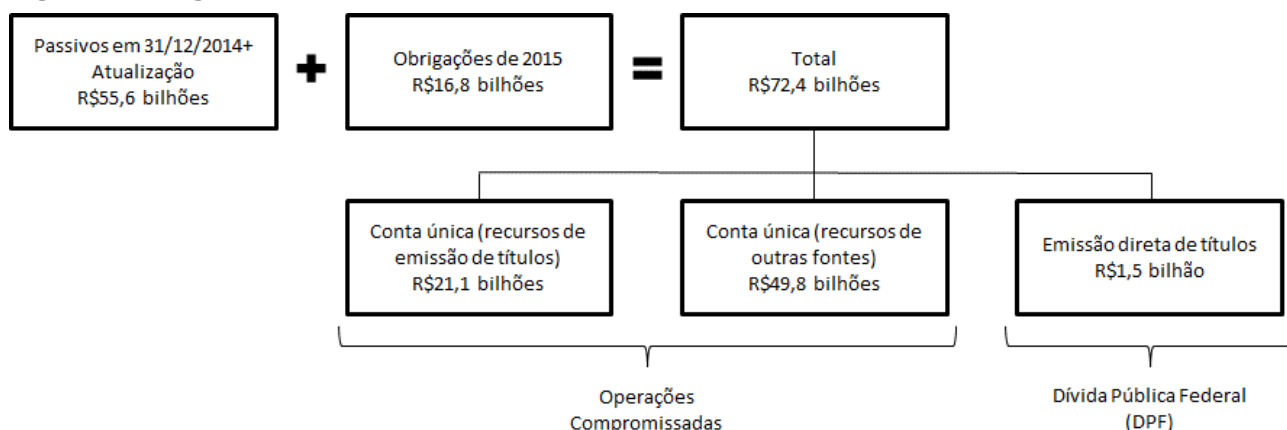 Passivos em 31/12/2014+
Atualização
R$55,6 bilhões
+
Obrigações de 2015
R$16,8 bilhões
=
Total
R$72,4 bilhões
Conta única (recursos de
emissão de títulos)
R$21,1 bilhões
Conta única (recursos de
outras fontes)
R$49,8 bilhões
Emissão direta de títulos
R$1,5 bilhão
Operações
Compromissadas
Dívida Pública Federal
(DPF)